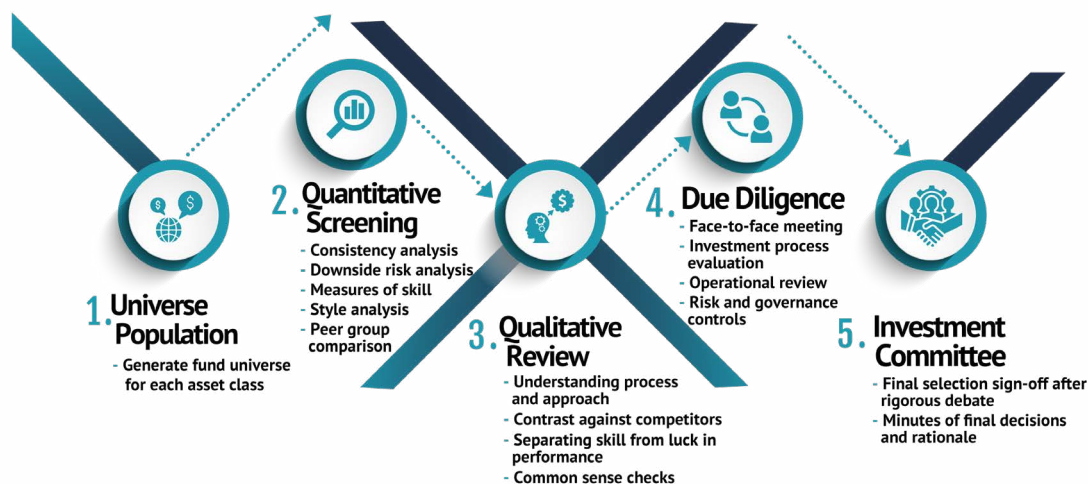 1. Universe
Population
- Generate fund universe
for each asset class
2. Quantitative
Screening
- Consistency analysis
- Downside risk analysis
- Measures of skill
- Style analysis
- Peer group
comparison
3. Qualitative
Review
- Understanding process
and approach
- Contrast against competitors
- Separating skill from luck in
performance
- Common sense checks
4. Due Diligence
- Face-to-face meeting
- Investment process
evaluation
- Operational review
- Risk and governance
controls
5. Investment
Committee
- Final selection sign-off after
rigorous debate
- Minutes of final decisions
and rationale
$
$
$